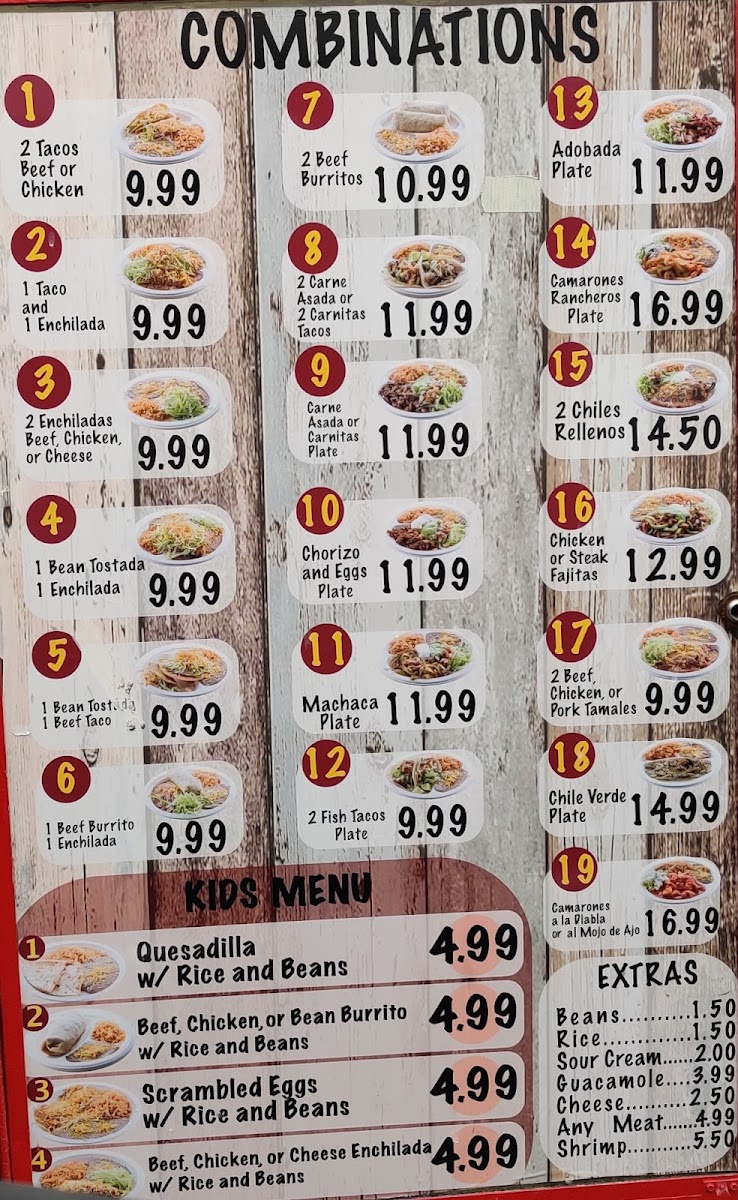 COMBINATIONS
1
2 Tacos
Beef or
Chicken
9.99
2
1 Taco
and
1 Enchilada
9.99
3
2 Enchiladas
Beef, Chicken,
or Cheese
9.99
4
1 Bean Tostada
1 Enchilada
9.99
5
1 Bean Tostada
1 Beef Taco
9.99
6
1 Beef Burrito
1 Enchilada
9.99
7
2 Beef
Burritos
10.99
8
2 Carne
Asada or
2 Carnitas
Tacos
11.99
9
Carne
Asada or
Carnitas
Plate
11.99
10
Chorizo
and Eggs
Plate
11.99
11
Machaca
Plate
11.99
12
2 Fish Tacos
Plate
9.99
13
Adobada
Plate
11.99
14
Camarones
Rancheros
Plate
16.99
15
2 Chiles
Rellenos
14.50
16
Chicken
or Steak
Fajitas
12.99
17
2 Beef,
Chicken, or
Pork Tamales
9.99
18
Chile Verde
Plate
14.99
19
Camarones
a la Diabla
or al Mojo de Ajo
16.99
KIDS MENU
1
Quesadilla
w/ Rice and Beans
4.99
2
Beef, Chicken, or Bean Burrito
w/ Rice and Beans
4.99
3
Scrambled Eggs
w/ Rice and Beans
4.99
4
Beef, Chicken, or Cheese Enchilada
w/ Rice and Beans
4.99
EXTRAS
Beans..........1.50
Rice.............1.50
Sour Cream......2.00
Guacamole....3.99
Cheese..........2.50
Any Meat......4.99
Shrimp..........5.50